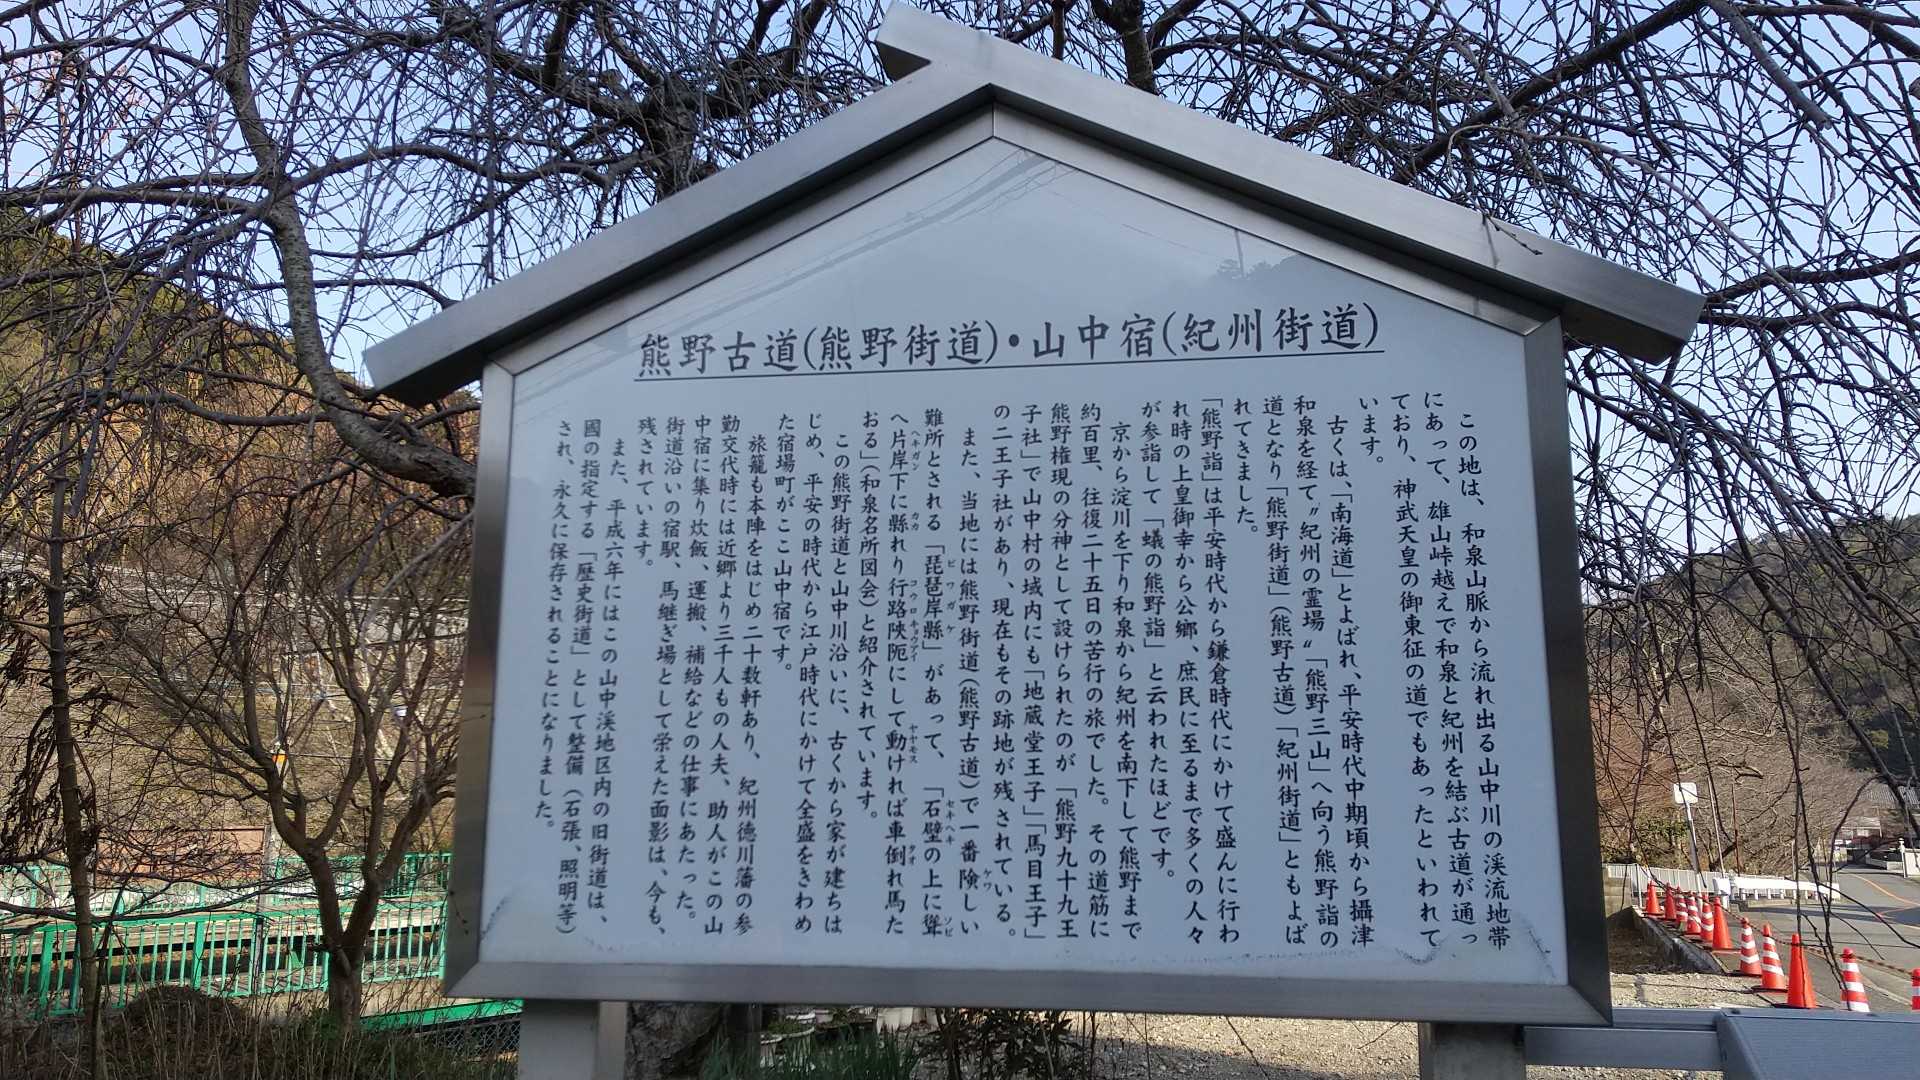 熊野古道(熊野街道)・山中宿(紀州街道)
この地は、和泉山脈から流れ出る山中川の渓流地帯
にあって、雄山峠越えで和泉と紀州を結ぶ古道が通っ
ており、神武天皇の御東征の道でもあったといわれて
います。
古くは、「南海道」とよばれ、平安時代中期頃から攝津
和泉を経て〝紀州の霊場〟「熊野三山」へ向う熊野詣の
道となり「熊野街道」(熊野古道)「紀州街道」ともよば
れてきました。
「熊野詣」は平安時代から鎌倉時代にかけて盛んに行わ
れ時の上皇御幸から公郷、庶民に至るまで多くの人々
が参詣して「蟻の熊野詣」と云われたほどです。
京から淀川を下り和泉から紀州を南下して熊野まで
約百里、往復二十五日の苦行の旅でした。その道筋に
熊野権現の分神として設けられたのが「熊野九十九王
子社」で山中村の域内にも「地蔵堂王子」「馬目王子」
の二王子社があり、現在もその跡地が残されている。
また、当地には熊野街道(熊野古道)で一番険しい
難所とされる「琵琶岸縣」があって、「石壁の上に聳
へ片岸下に縣れり行路陜阨にして動ければ車倒れ馬た
おる」(和泉名所図会)と紹介されています。
この熊野街道と山中川沿いに、古くから家が建ちは
じめ、平安の時代から江戸時代にかけて全盛をきわめ
た宿場町がここ山中宿です。
旅籠も本陣をはじめ二十数軒あり、紀州徳川藩の参
勤交代時には近郷より三千人もの人夫、助人がこの山
中宿に集り炊飯、運搬、補給などの仕事にあたった。
街道沿いの宿駅、馬継ぎ場として栄えた面影は、今も、
残されています。
また、平成六年にはこの山中渓地区内の旧街道は、
國の指定する「歴史街道」として整備(石張、照明等)
され、永久に保存されることになりました。